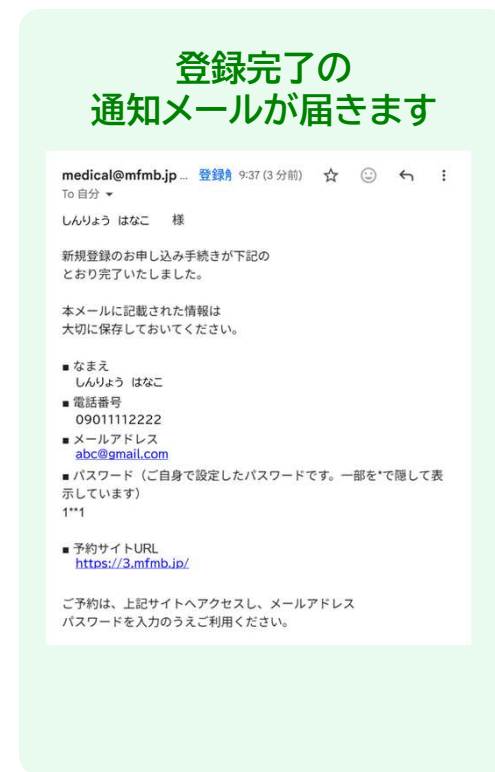 登録完了の
通知メールが届きます
medical@mfmb.jp... 登録 9:37 (3 分前)
To 自分
しんりょう はなこ 様
新規登録のお申し込み手続きが下記の
とおり完了いたしました。
本メールに記載された情報は
大切に保存しておいてください。
■ なまえ
しんりょう はなこ
■ 電話番号
09011112222
■ メールアドレス
abc@gmail.com
■ パスワード（ご自身で設定したパスワードです。一部を*で隠して表
示しています）
1**1
■ 予約サイトURL
https://3.mfmb.jp/
ご予約は、上記サイトへアクセスし、メールアドレス
パスワードを入力のうえご利用ください。